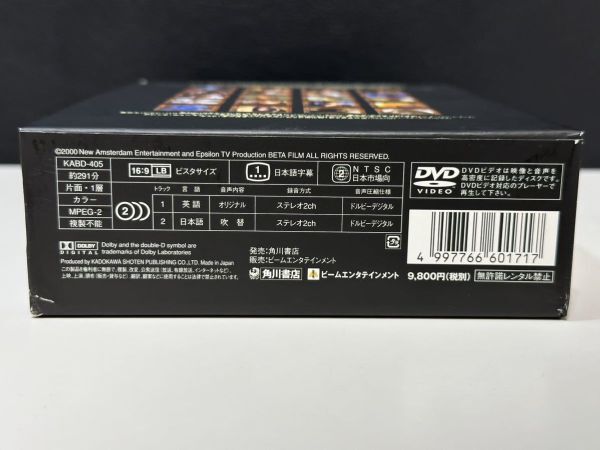 ©2000 New Amsterdam Entertainment and Epsilon TV Production BETA FILM ALL RIGHTS RESERVED.
KABD-405
約291分
片面・1層
カラー
MPEG-2
複製不能
16:9 LB ビスタサイズ
1 日本語字幕
2 NTSC 日本市場向
トラック 言語 音声内容 録音方式 音声圧縮仕様
1 英語 オリジナル ステレオ2ch ドルビーデジタル
2 日本語 吹替 ステレオ2ch ドルビーデジタル
2
DVD VIDEO
DVDビデオは映像と音声を
高密度に記録したディスクです。
DVDビデオ対応のプレーヤーで
再生して下さい。
DOLBY DIGITAL
Dolby and the double-D symbol are
trademarks of Dolby Laboratories
Produced by KADOKAWA SHOTEN PUBLISHING CO.,LTD. Made in Japan
発売:角川書店
販売:ビームエンタテイメント
角川書店 ビームエンタテイメント
4 997766 601717
9,800円(税別)
無許諾レンタル禁止